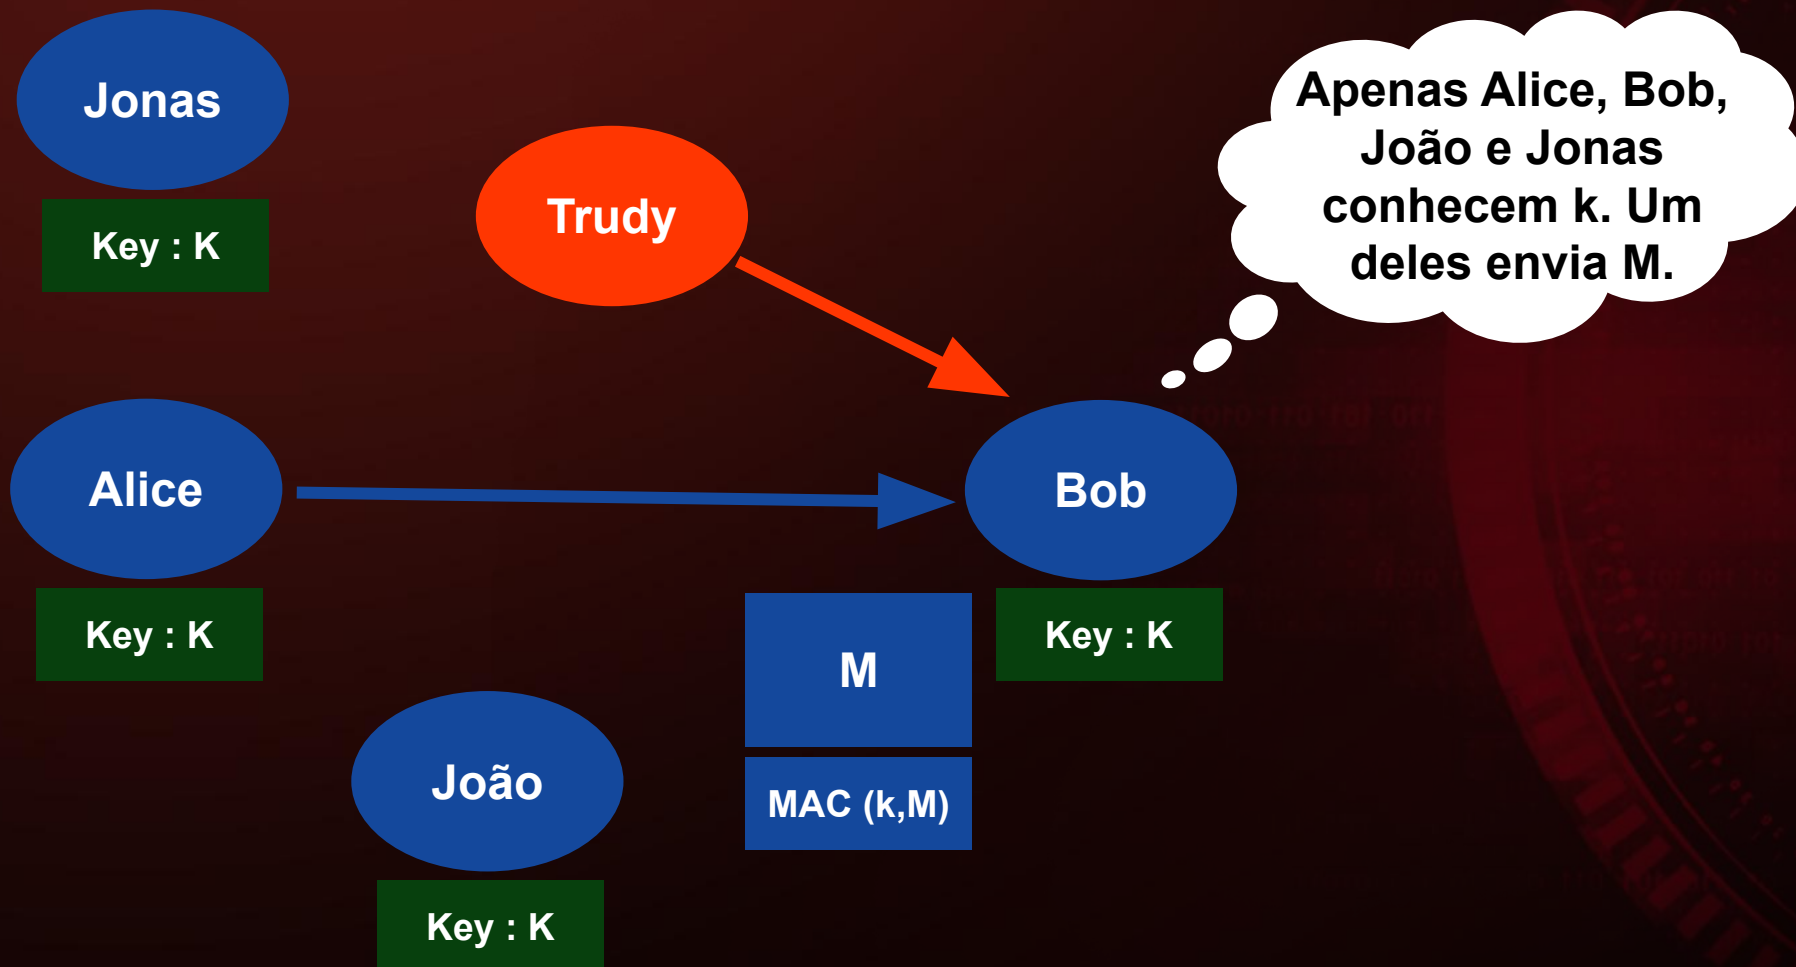 Jonas
Key : K
Trudy
Apenas Alice, Bob,
João e Jonas
conhecem k. Um
deles envia M.
Alice
Key : K
Bob
Key : K
M
MAC (k,M)
João
Key : K